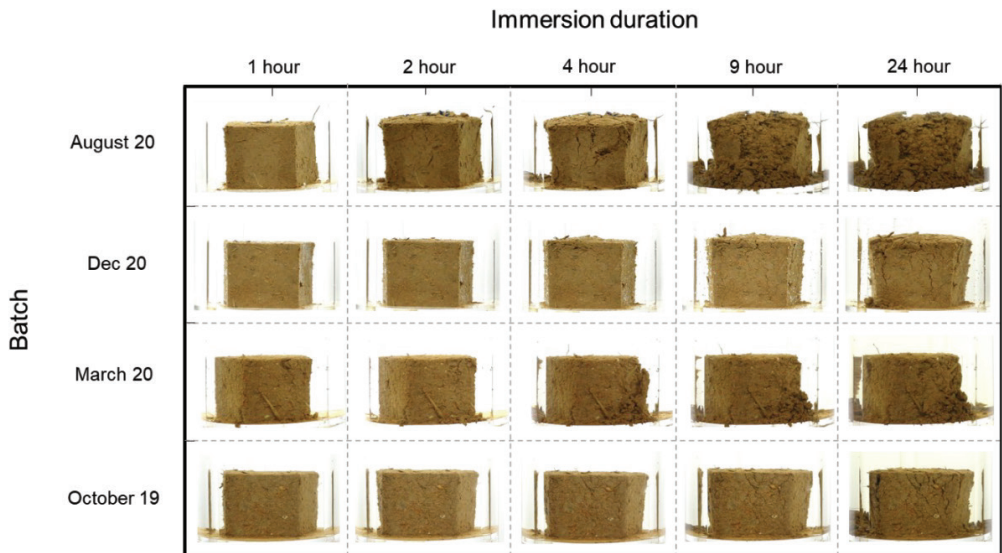 Immersion duration
1 hour
2 hour
4 hour
9 hour
24 hour
Batch
August 20
Dec 20
March 20
October 19